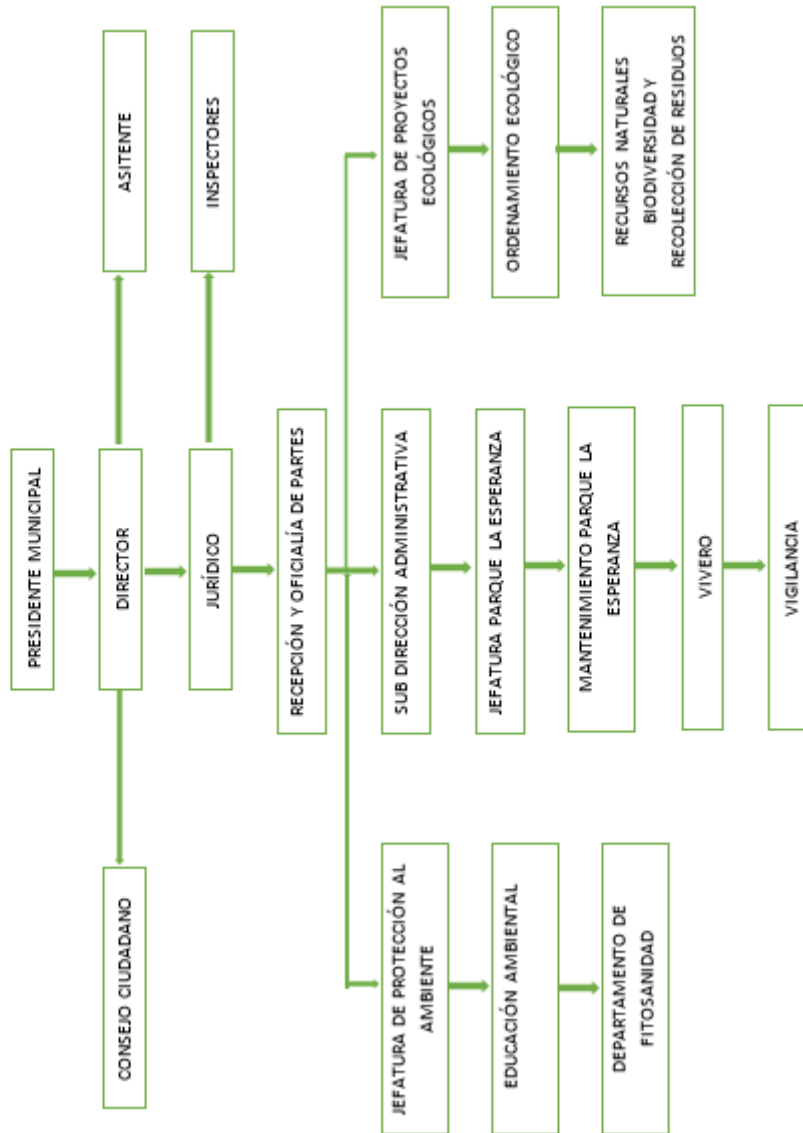 PRESIDENTE MUNICIPAL
CONSEJO CIUDADANO
DIRECTOR
ASITENTE
JURÍDICO
INSPECTORES
RECEPCIÓN Y OFICIALÍA DE PARTES
JEFATURA DE PROTECCIÓN AL
AMBIENTE
SUB DIRECCIÓN ADMINISTRATIVA
JEFATURA DE PROYECTOS
ECOLÓGICOS
EDUCACIÓN AMBIENTAL
JEFATURA PARQUE LA ESPERANZA
ORDENAMIENTO ECOLÓGICO
DEPARTAMENTO DE
FITOSANIDAD
MANTENIMIENTO PARQUE LA
ESPERANZA
RECURSOS NATURALES
BIODIVERSIDAD Y
RECOLECCIÓN DE RESIDUOS
VIVERO
VIGILANCIA